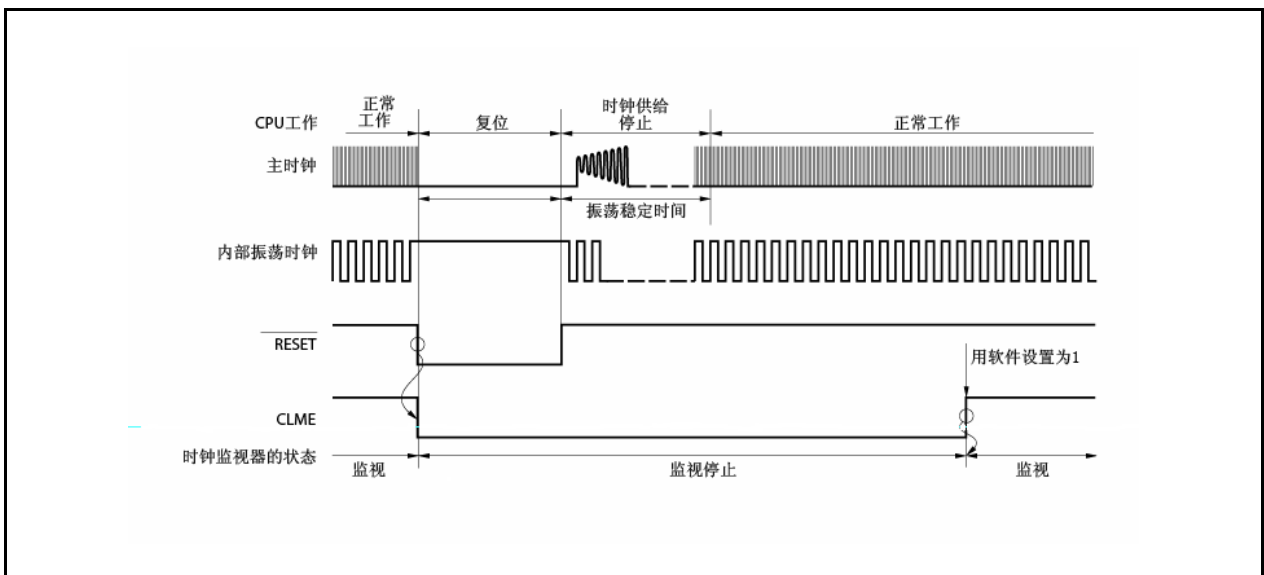 正常
工作
时钟供给
停止
CPU工作
复位
正常工作
主时钟
振荡稳定时间
内部振荡时钟
RESET
用软件设置为1
CLME
时钟监视器的状态
监视
监视停止
监视